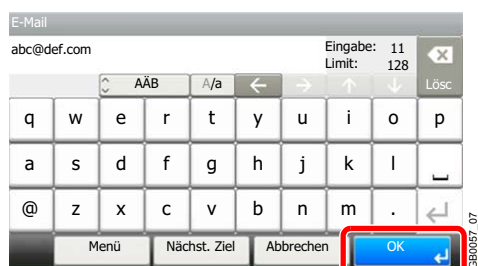 E-Mail
abc@def.com
Eingabe: 11
Limit: 128
AÄB A/a Lösc
q w e r t y u i o p
a s d f g h j k l
@ z x c v b n m .
Menü Nächst. Ziel Abbrechen OK
GB0057_07